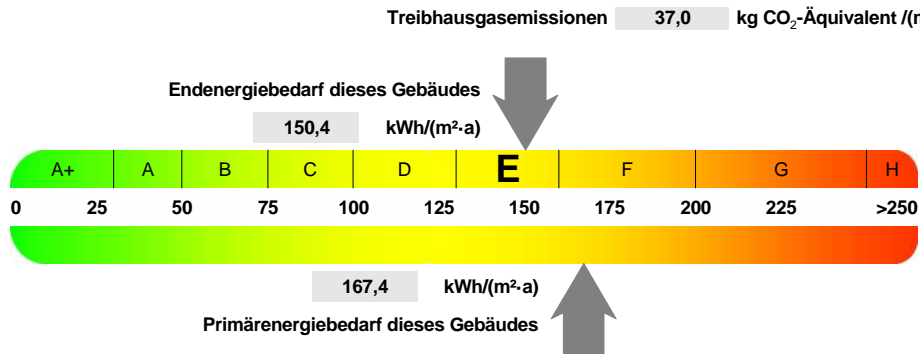 Treibhausgasemissionen 37,0 kg CO₂-Äquivalent /(m
Endenergiebedarf dieses Gebäudes
150,4 kWh/(m²·a)
A+ A B C D E F G H
0 25 50 75 100 125 150 175 200 225 >250
167,4 kWh/(m²·a)
Primärenergiebedarf dieses Gebäudes